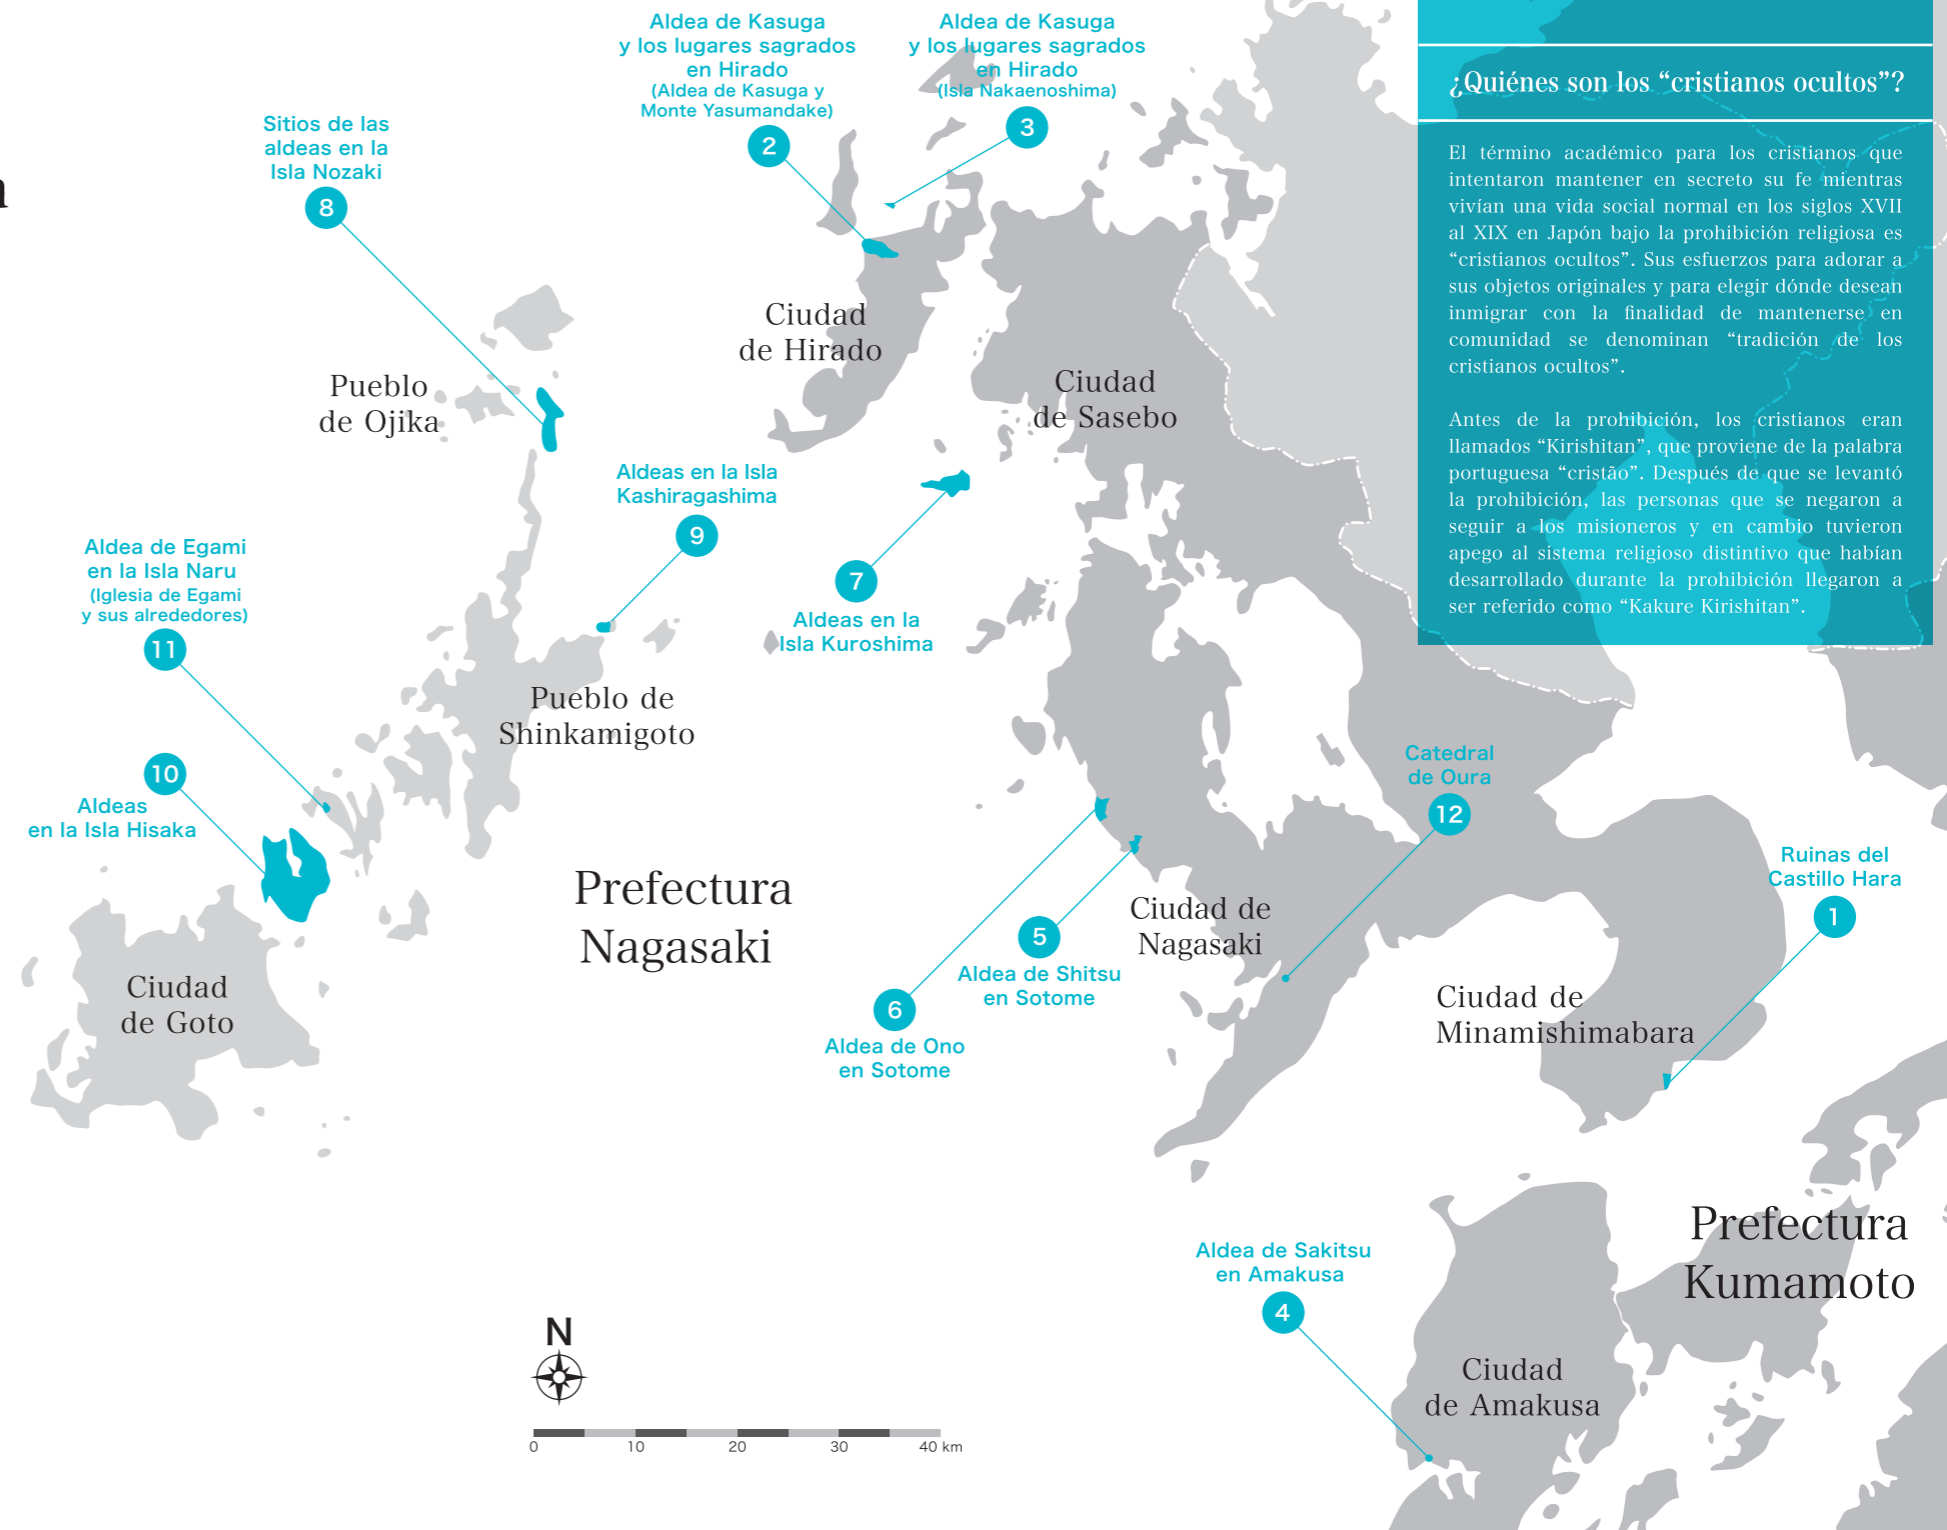 a
Aldea de Kasuga
y los lugares sagrados
en Hirado
(Aldea de Kasuga y
Monte Yasumandake)
2
Aldea de Kasuga
y los lugares sagrados
en Hirado
(Isla Nakaenoshima)
3
Sitios de las
aldeas en la
Isla Nozaki
8
Ciudad
de Hirado
Pueblo
de Ojika
Ciudad
de Sasebo
Aldeas en la Isla
Kashiragashima
9
7
Aldeas en la
Isla Kuroshima
Aldea de Egami
en la Isla Naru
(Iglesia de Egami
y sus alrededores)
11
Pueblo de
Shinkamigoto
10
Aldeas
en la Isla Hisaka
Catedral
de Oura
12
Prefectura
Nagasaki
Ruinas del
Castillo Hara
1
Ciudad de
Nagasaki
5
Aldea de Shitsu
en Sotome
6
Aldea de Ono
en Sotome
Ciudad
de Goto
Ciudad de
Minamishimabara
Prefectura
Kumamoto
Aldea de Sakitsu
en Amakusa
4
Ciudad
de Amakusa
N
0 10 20 30 40 km
¿Quiénes son los “cristianos ocultos”?
El término académico para los cristianos que
intentaron mantener en secreto su fe mientras
vivían una vida social normal en los siglos XVII
al XIX en Japón bajo la prohibición religiosa es
“cristianos ocultos”. Sus esfuerzos para adorar a
sus objetos originales y para elegir dónde desean
inmigrar con la finalidad de mantenerse en
comunidad se denominan “tradición de los
cristianos ocultos”.
Antes de la prohibición, los cristianos eran
llamados “Kirishitan”, que proviene de la palabra
portuguesa “cristão”. Después de que se levantó
la prohibición, las personas que se negaron a
seguir a los misioneros y en cambio tuvieron
apego al sistema religioso distintivo que habían
desarrollado durante la prohibición llegaron a
ser referido como “Kakure Kirishitan”.